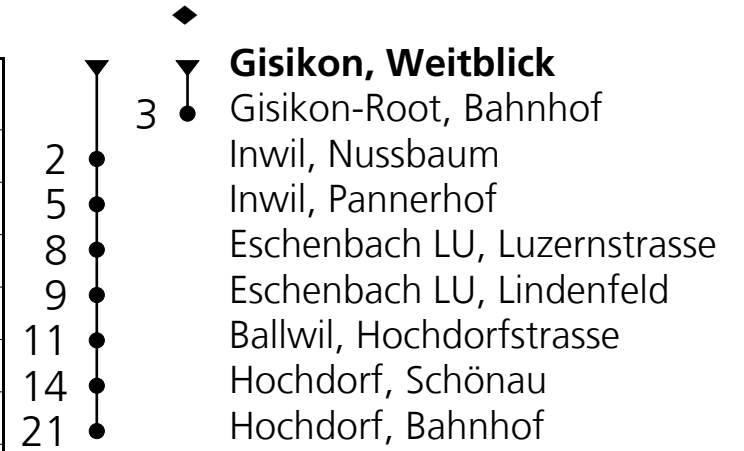 Gisikon, Weitblick
3 Gisikon-Root, Bahnhof
2 Inwil, Nussbaum
5 Inwil, Pannerhof
8 Eschenbach LU, Luzernstrasse
9 Eschenbach LU, Lindenfeld
11 Ballwil, Hochdorfstrasse
14 Hochdorf, Schönau
21 Hochdorf, Bahnhof